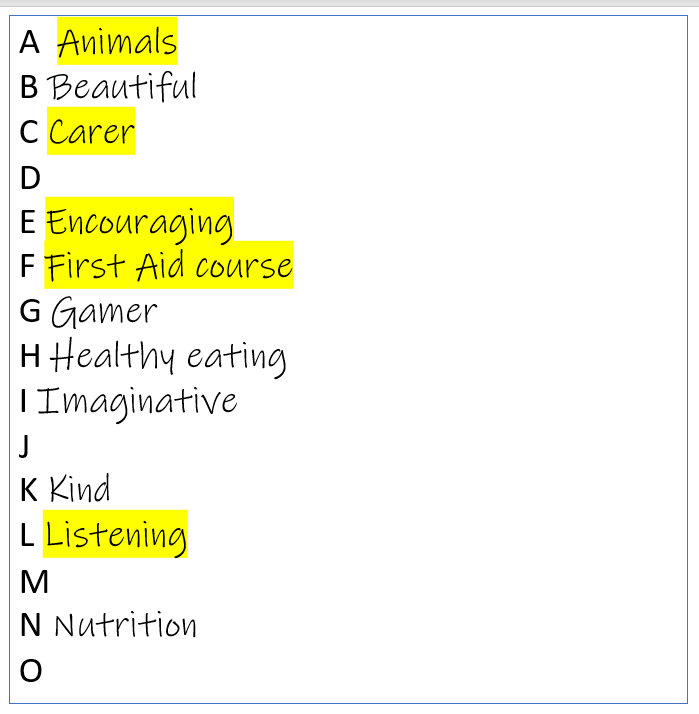 A Animals
B Beautiful
C Carer
D
E Encouraging
F First Aid course
G Gamer
H Healthy eating
I Imaginative
J
K Kind
L Listening
M
N Nutrition
O